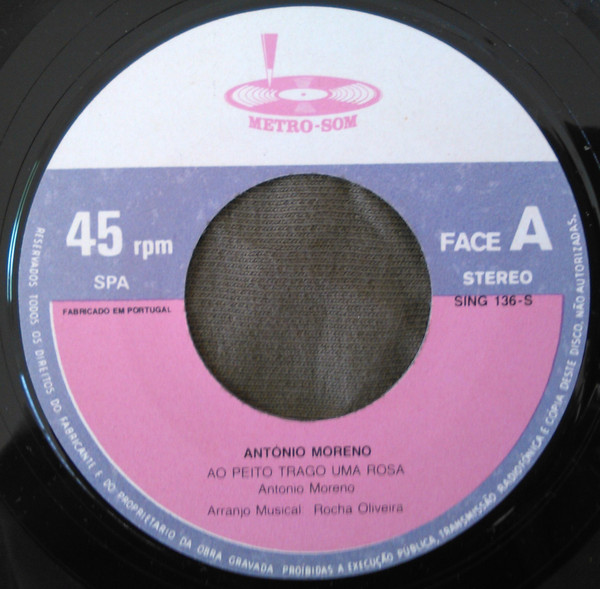 METRO-SOM
45 rpm
SPA
FACE A
STEREO
FABRICADO EM PORTUGAL
SING 136-S
ANTÓNIO MORENO
AO PEITO TRAGO UMA ROSA
Antonio Moreno
Arranjo Musical Rocha Oliveira
RESERVADOS TODOS OS DIREITOS DO FABRICANTE E DO PROPRIETARIO DA OBRA GRAVADA. PROIBIDAS A EXECUÇÃO PÚBLICA, TRANSMISSÃO RADIOFÓNICA E CÓPIA DESTE DISCO, NÃO AUTORIZADAS.